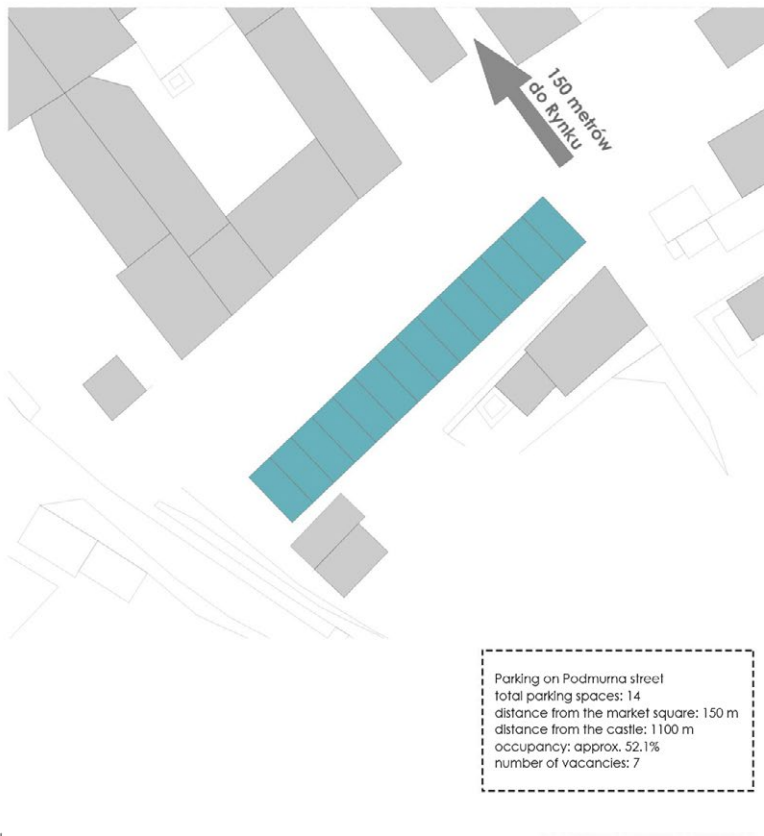 150 metrów
do Rynku
Parking on Podmurna street
total parking spaces: 14
distance from the market square: 150 m
distance from the castle: 1100 m
occupancy: approx. 52.1%
number of vacancies: 7